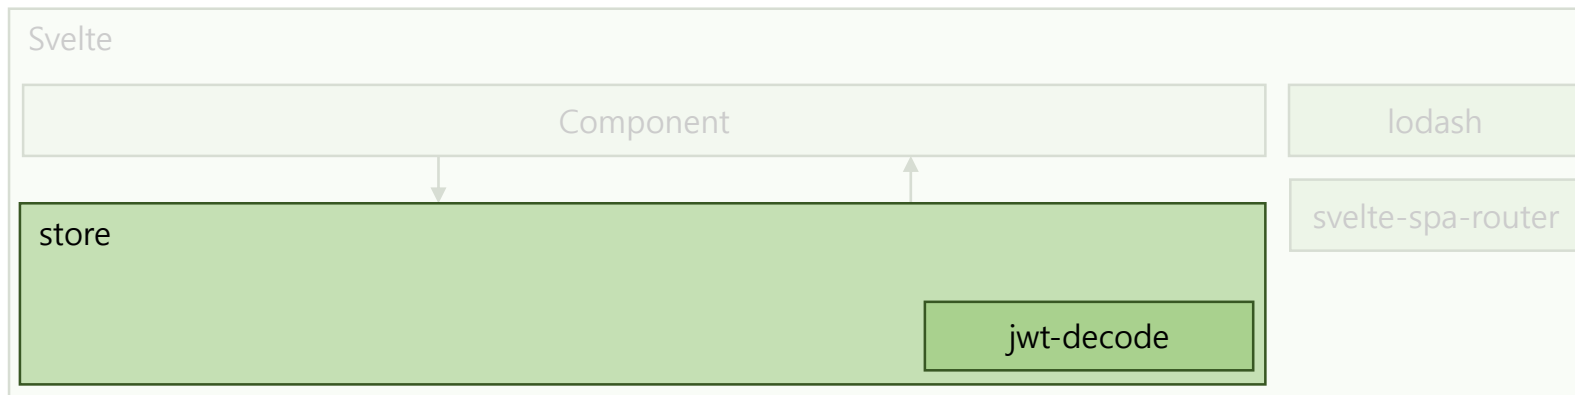 Svelte
Component
lodash
svelte-spa-router
store
jwt-decode